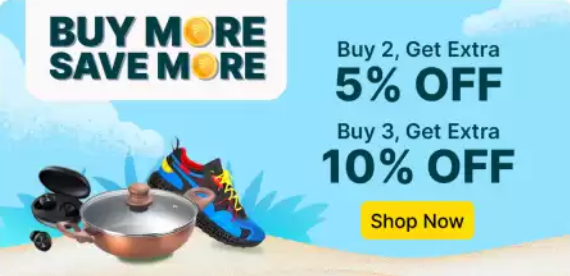 BUY MORE
SAVE MORE
Buy 2, Get Extra
5% OFF
Buy 3, Get Extra
10% OFF
Shop Now